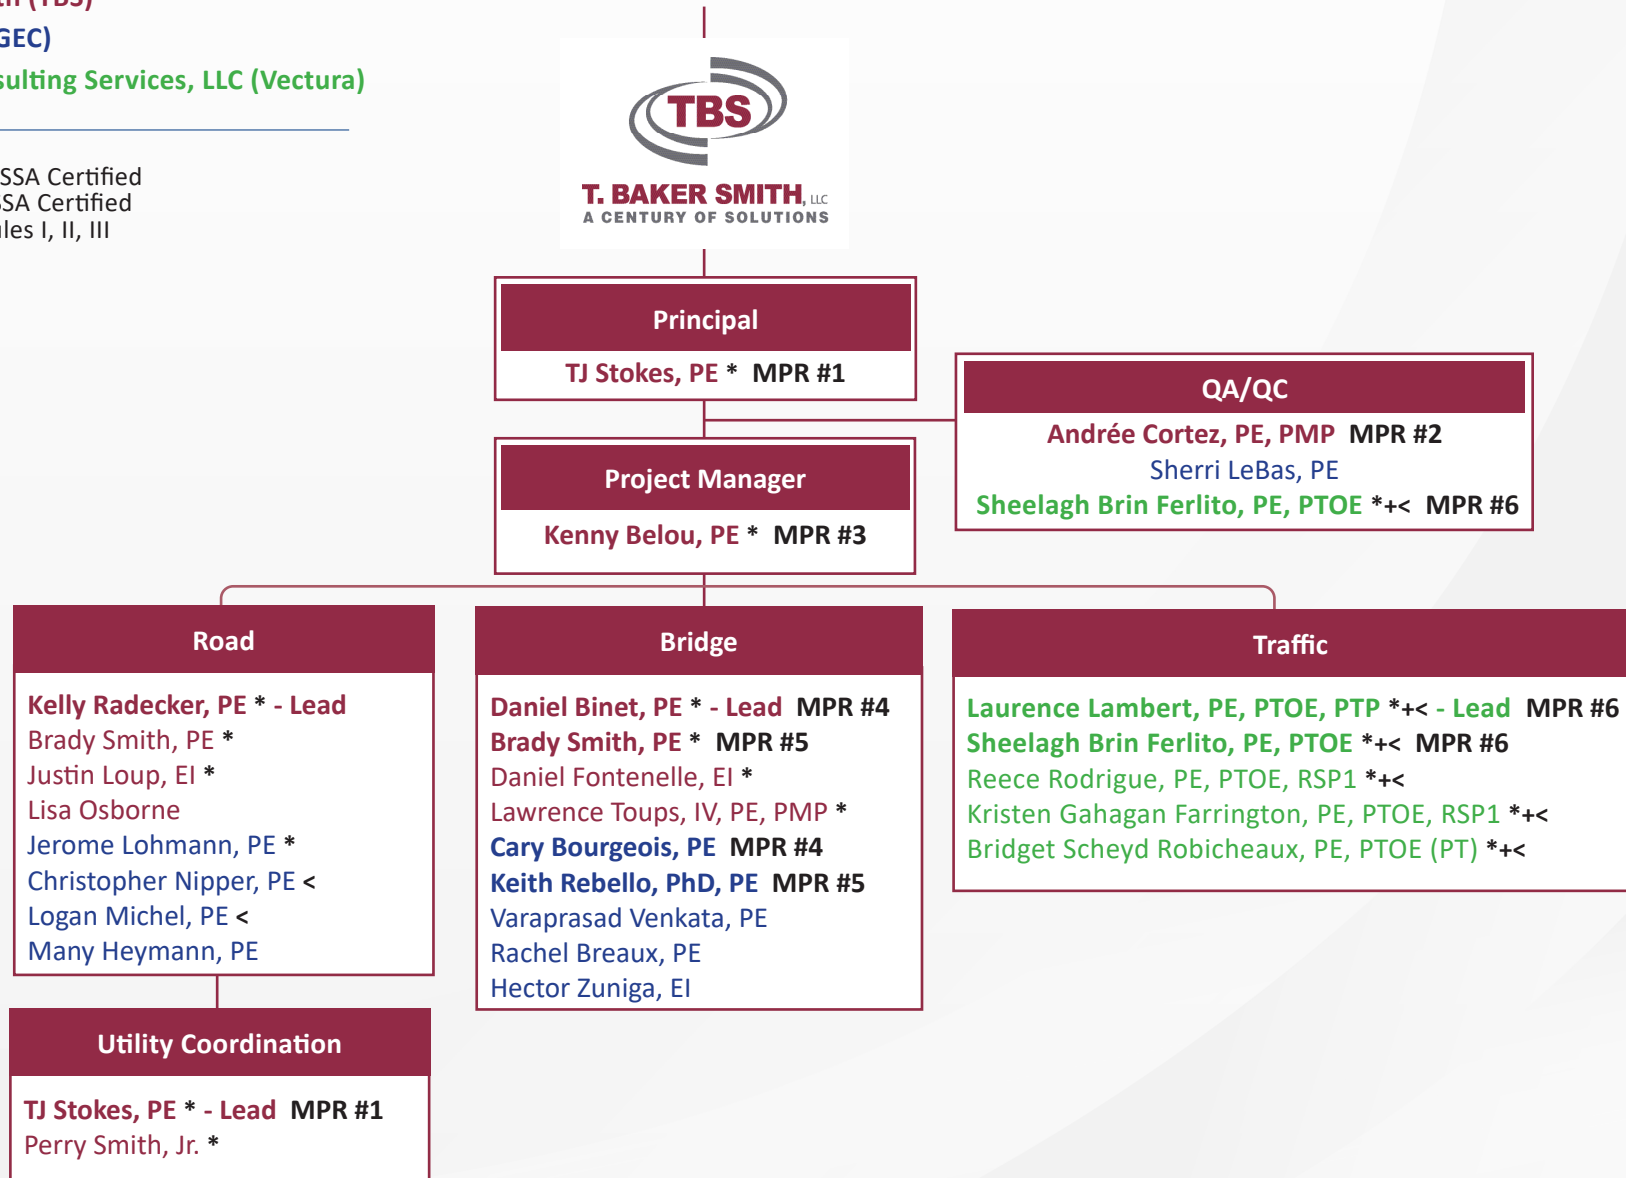 (TBS)
GEC)
sulting Services, LLC (Vectura)
SSA Certified
SSA Certified
ules I, II, III
TBS
T. BAKER SMITH, LLC
A CENTURY OF SOLUTIONS
Principal
TJ Stokes, PE * MPR #1
QA/QC
Andrée Cortez, PE, PMP MPR #2
Sherri LeBas, PE
Sheelagh Brin Ferlito, PE, PTOE *+< MPR #6
Project Manager
Kenny Belou, PE * MPR #3
Road
Kelly Radecker, PE * - Lead
Brady Smith, PE *
Justin Loup, EI *
Lisa Osborne
Jerome Lohmann, PE *
Christopher Nipper, PE <
Logan Michel, PE <
Many Heymann, PE
Bridge
Daniel Binet, PE * - Lead MPR #4
Brady Smith, PE * MPR #5
Daniel Fontenelle, EI *
Lawrence Toups, IV, PE, PMP *
Cary Bourgeois, PE MPR #4
Keith Rebello, PhD, PE MPR #5
Varaprasad Venkata, PE
Rachel Breaux, PE
Hector Zuniga, EI
Traffic
Laurence Lambert, PE, PTOE, PTP *+< - Lead MPR #6
Sheelagh Brin Ferlito, PE, PTOE *+< MPR #6
Reece Rodrigue, PE, PTOE, RSP1 *+<
Kristen Gahagan Farrington, PE, PTOE, RSP1 *+<
Bridget Scheyd Robicheaux, PE, PTOE (PT) *+<
Utility Coordination
TJ Stokes, PE * - Lead MPR #1
Perry Smith, Jr. *